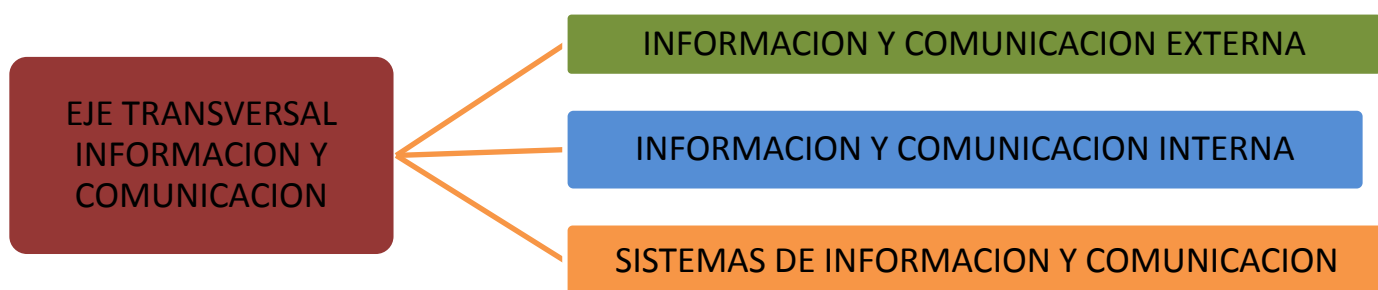 EJE TRANSVERSAL
INFORMACION Y
COMUNICACION
INFORMACION Y COMUNICACION EXTERNA
INFORMACION Y COMUNICACION INTERNA
SISTEMAS DE INFORMACION Y COMUNICACION